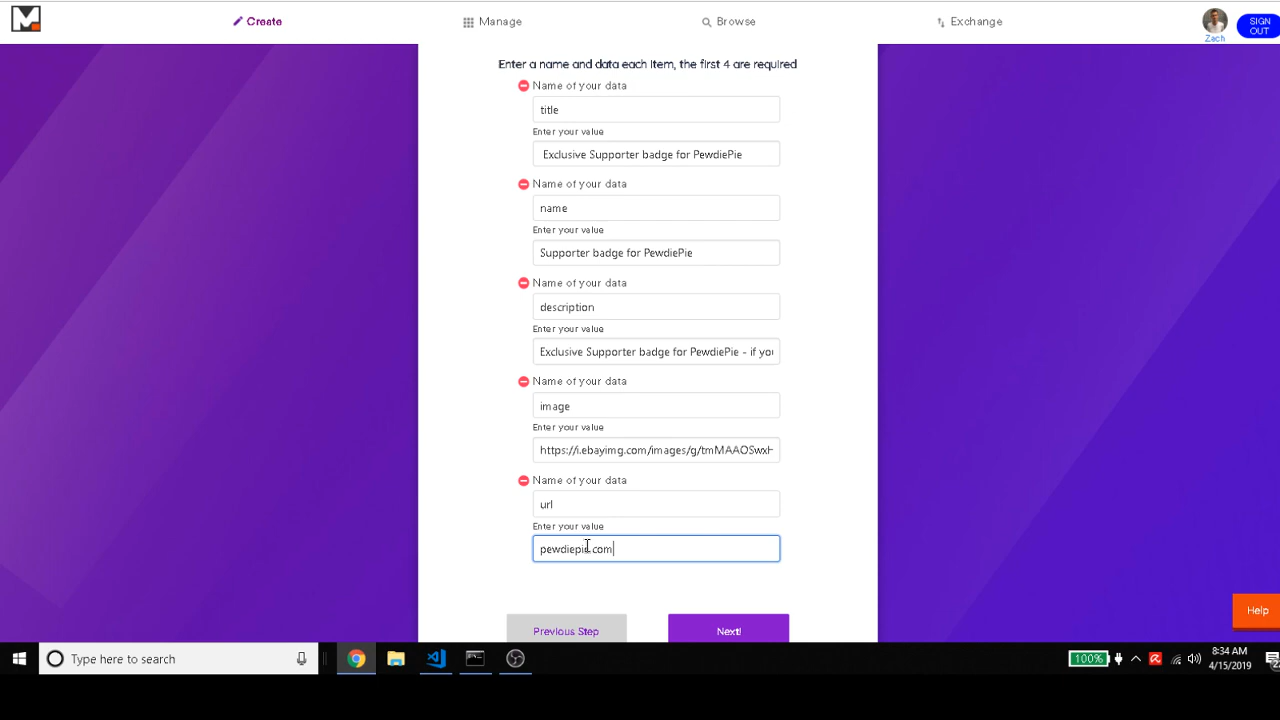 Create
Manage
Browse
Exchange
Zach
SIGN
OUT
Enter a name and data each item, the first 4 are required
Name of your data
title
Enter your value
Exclusive Supporter badge for PewdiePie
Name of your data
name
Enter your value
Supporter badge for PewdiePie
Name of your data
description
Enter your value
Exclusive Supporter badge for PewdiePie - if you
Name of your data
image
Enter your value
https://i.ebayimg.com/images/g/tmMAAOSwxH
Name of your data
url
Enter your value
pewdiepie.com
Previous Step
Next!
Help
Type here to search
100%
8:34 AM
4/15/2019